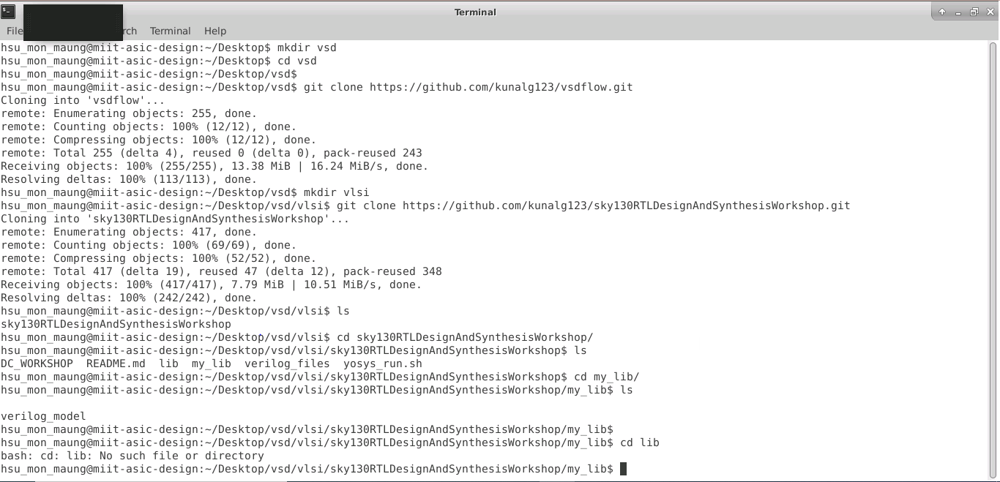 Terminal
File rch Terminal Help
hsu_mon_maung@miit-asic-design:~/Desktop$ mkdir vsd
hsu_mon_maung@miit-asic-design:~/Desktop$ cd vsd
hsu_mon_maung@miit-asic-design:~/Desktop/vsd$
hsu_mon_maung@miit-asic-design:~/Desktop/vsd$ git clone https://github.com/kunalg123/vsdflow.git
Cloning into 'vsdflow'...
remote: Enumerating objects: 255, done.
remote: Counting objects: 100% (12/12), done.
remote: Compressing objects: 100% (12/12), done.
remote: Total 255 (delta 4), reused 0 (delta 0), pack-reused 243
Receiving objects: 100% (255/255), 13.38 MiB | 16.24 MiB/s, done.
Resolving deltas: 100% (113/113), done.
hsu_mon_maung@miit-asic-design:~/Desktop/vsd$ mkdir vlsi
hsu_mon_maung@miit-asic-design:~/Desktop/vsd/vlsi$ git clone https://github.com/kunalg123/sky130RTLDesignAndSynthesisWorkshop.git
Cloning into 'sky130RTLDesignAndSynthesisWorkshop'...
remote: Enumerating objects: 417, done.
remote: Counting objects: 100% (69/69), done.
remote: Compressing objects: 100% (52/52), done.
remote: Total 417 (delta 19), reused 47 (delta 12), pack-reused 348
Receiving objects: 100% (417/417), 7.79 MiB | 10.51 MiB/s, done.
Resolving deltas: 100% (242/242), done.
hsu_mon_maung@miit-asic-design:~/Desktop/vsd/vlsi$ ls
sky130RTLDesignAndSynthesisWorkshop
hsu_mon_maung@miit-asic-design:~/Desktop/vsd/vlsi$ cd sky130RTLDesignAndSynthesisWorkshop/
hsu_mon_maung@miit-asic-design:~/Desktop/vsd/vlsi/sky130RTLDesignAndSynthesisWorkshop$ ls
DC_WORKSHOP README.md lib my_lib verilog_files yosys_run.sh
hsu_mon_maung@miit-asic-design:~/Desktop/vsd/vlsi/sky130RTLDesignAndSynthesisWorkshop$ cd my_lib/
hsu_mon_maung@miit-asic-design:~/Desktop/vsd/vlsi/sky130RTLDesignAndSynthesisWorkshop/my_lib$ ls
verilog_model
hsu_mon_maung@miit-asic-design:~/Desktop/vsd/vlsi/sky130RTLDesignAndSynthesisWorkshop/my_lib$
hsu_mon_maung@miit-asic-design:~/Desktop/vsd/vlsi/sky130RTLDesignAndSynthesisWorkshop/my_lib$ cd lib
bash: cd: lib: No such file or directory
hsu_mon_maung@miit-asic-design:~/Desktop/vsd/vlsi/sky130RTLDesignAndSynthesisWorkshop/my_lib$